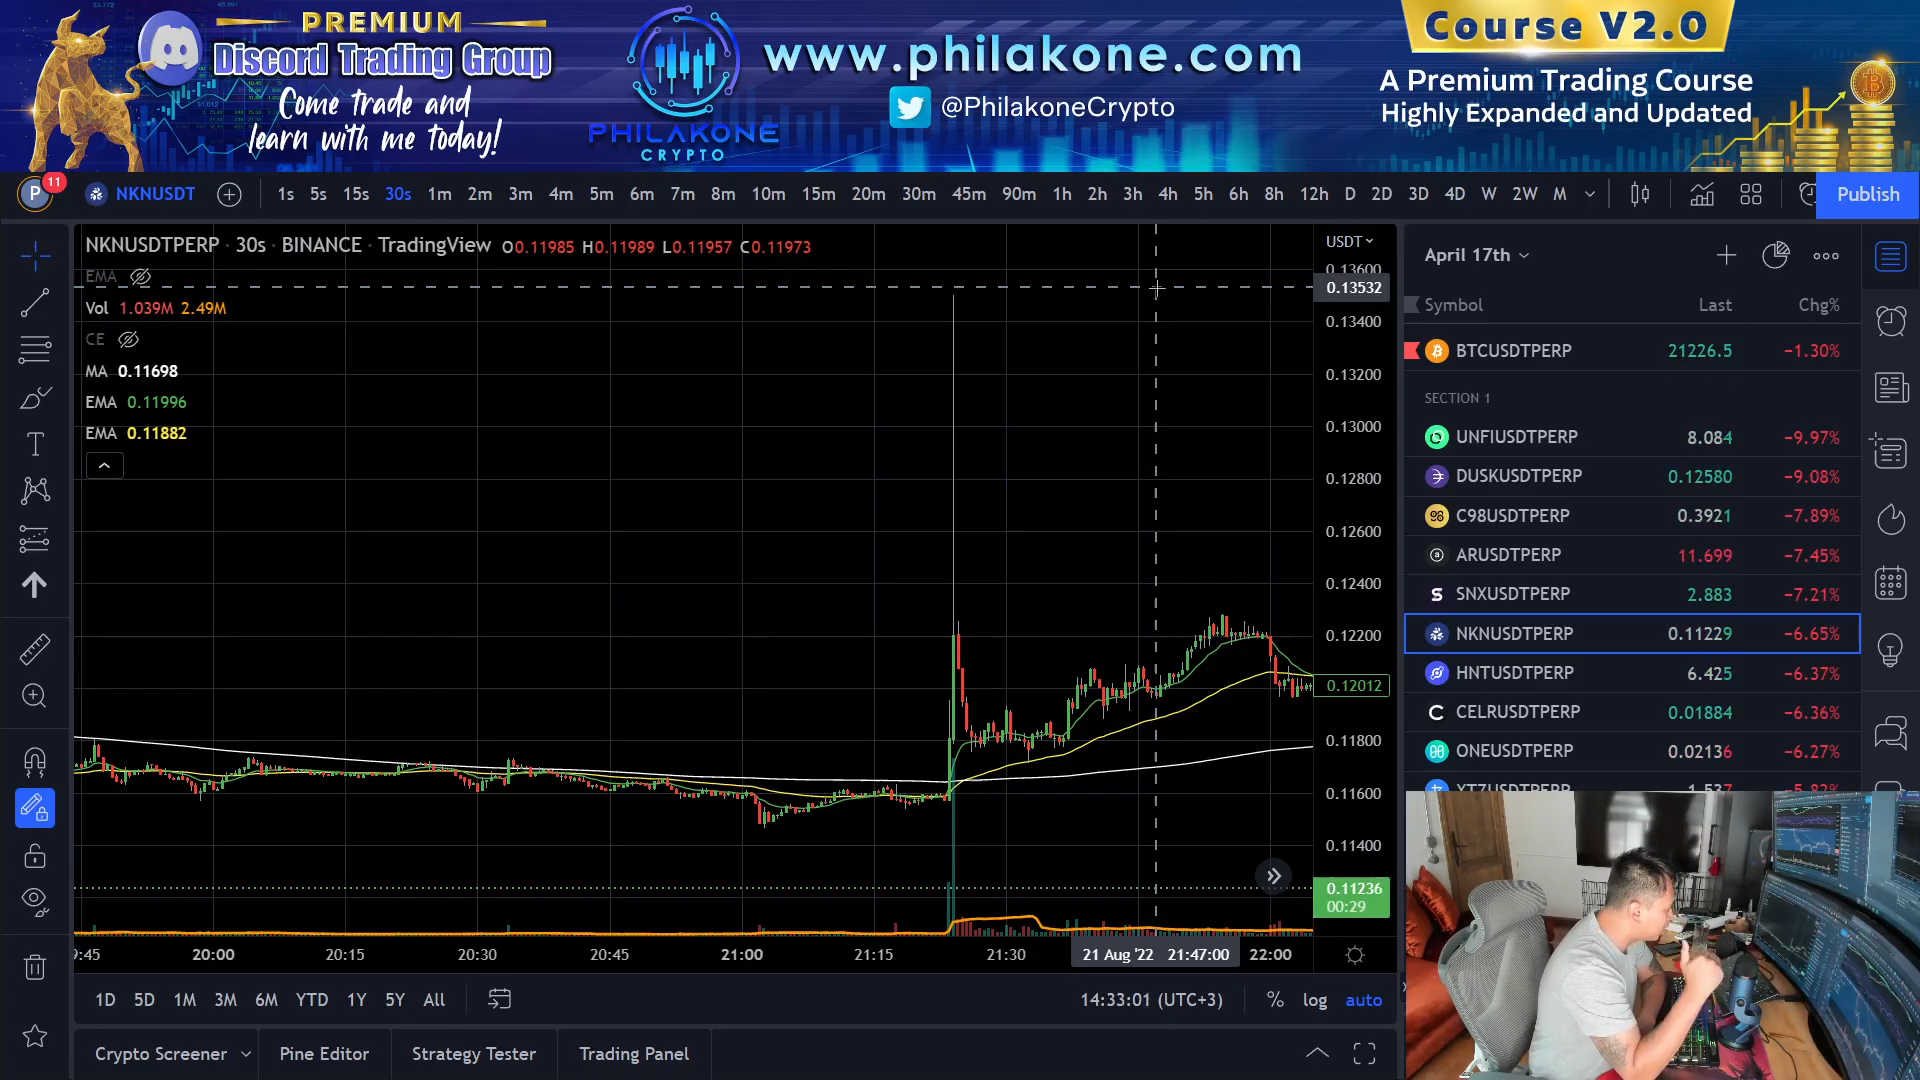 PREMIUM
Discord Trading Group
Come trade and
learn with me today!
PHILAKONE
CRYPTO
www.philakone.com
@PhilakoneCrypto
Course V2.0
A Premium Trading Course
Highly Expanded and Updated
P 11 NKNUSDT 1s 5s 15s 30s 1m 2m 3m 4m 5m 6m 7m 8m 10m 15m 20m 30m 45m 90m 1h 2h 3h 4h 5h 6h 8h 12h D 2D 3D 4D W 2W M Publish
NKNUSDTPERP · 30s · BINANCE · TradingView O0.11985 H0.11989 L0.11957 C0.11973
EMA
Vol 1.039M 2.49M
CE
MA 0.11698
EMA 0.11996
EMA 0.11882
USDT
0.13600
0.13532
0.13400
0.13200
0.13000
0.12800
0.12600
0.12400
0.12200
0.12012
0.11800
0.11600
0.11400
0.11236
00:29
:45 20:00 20:15 20:30 20:45 21:00 21:15 21:30 21 Aug '22 21:47:00 22:00
1D 5D 1M 3M 6M YTD 1Y 5Y All 14:33:01 (UTC+3) % log auto
Crypto Screener Pine Editor Strategy Tester Trading Panel
April 17th
Symbol Last Chg%
BTCUSDTPERP 21226.5 −1.30%
SECTION 1
UNFIUSDTPERP 8.084 −9.97%
DUSKUSDTPERP 0.12580 −9.08%
C98USDTPERP 0.3921 −7.89%
ARUSDTPERP 11.699 −7.45%
SNXUSDTPERP 2.883 −7.21%
NKNUSDTPERP 0.11229 −6.65%
HNTUSDTPERP 6.425 −6.37%
CELRUSDTPERP 0.01884 −6.36%
ONEUSDTPERP 0.02136 −6.27%
XTZUSDTPERP 1.537 −5.82%